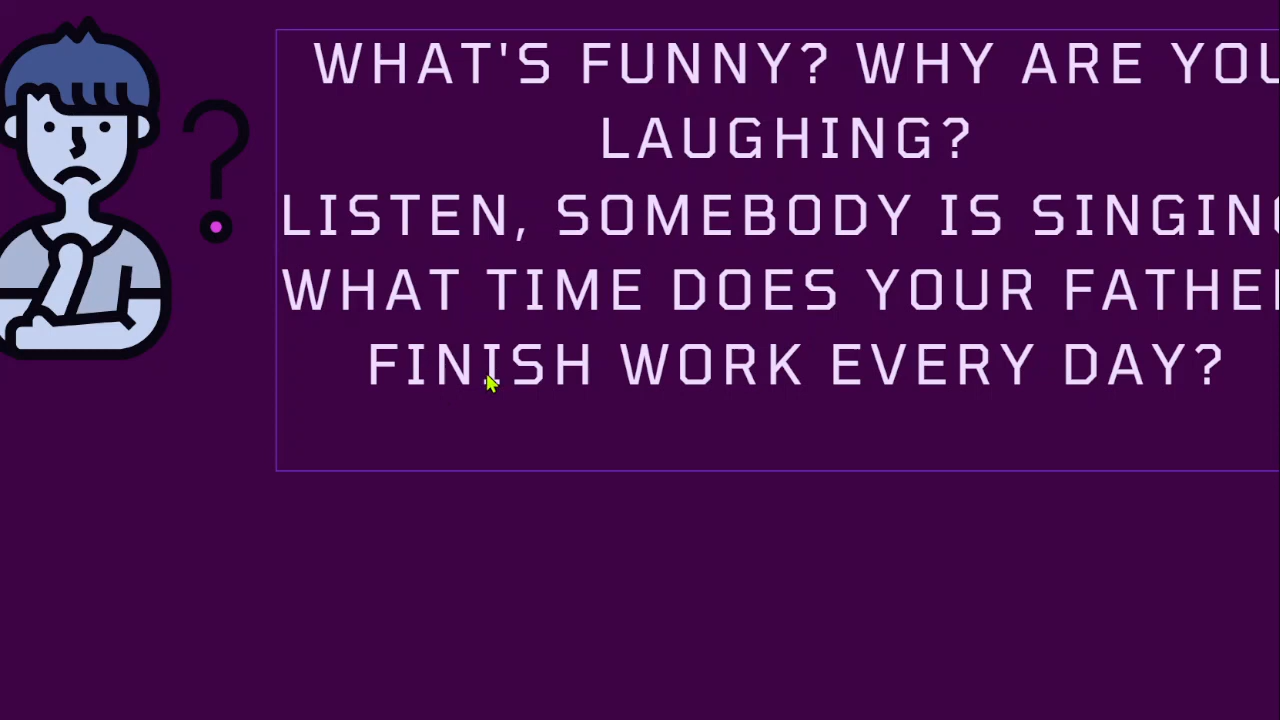 WHAT'S FUNNY? WHY ARE YOU
LAUGHING?
LISTEN, SOMEBODY IS SINGING
WHAT TIME DOES YOUR FATHER
FINISH WORK EVERY DAY?